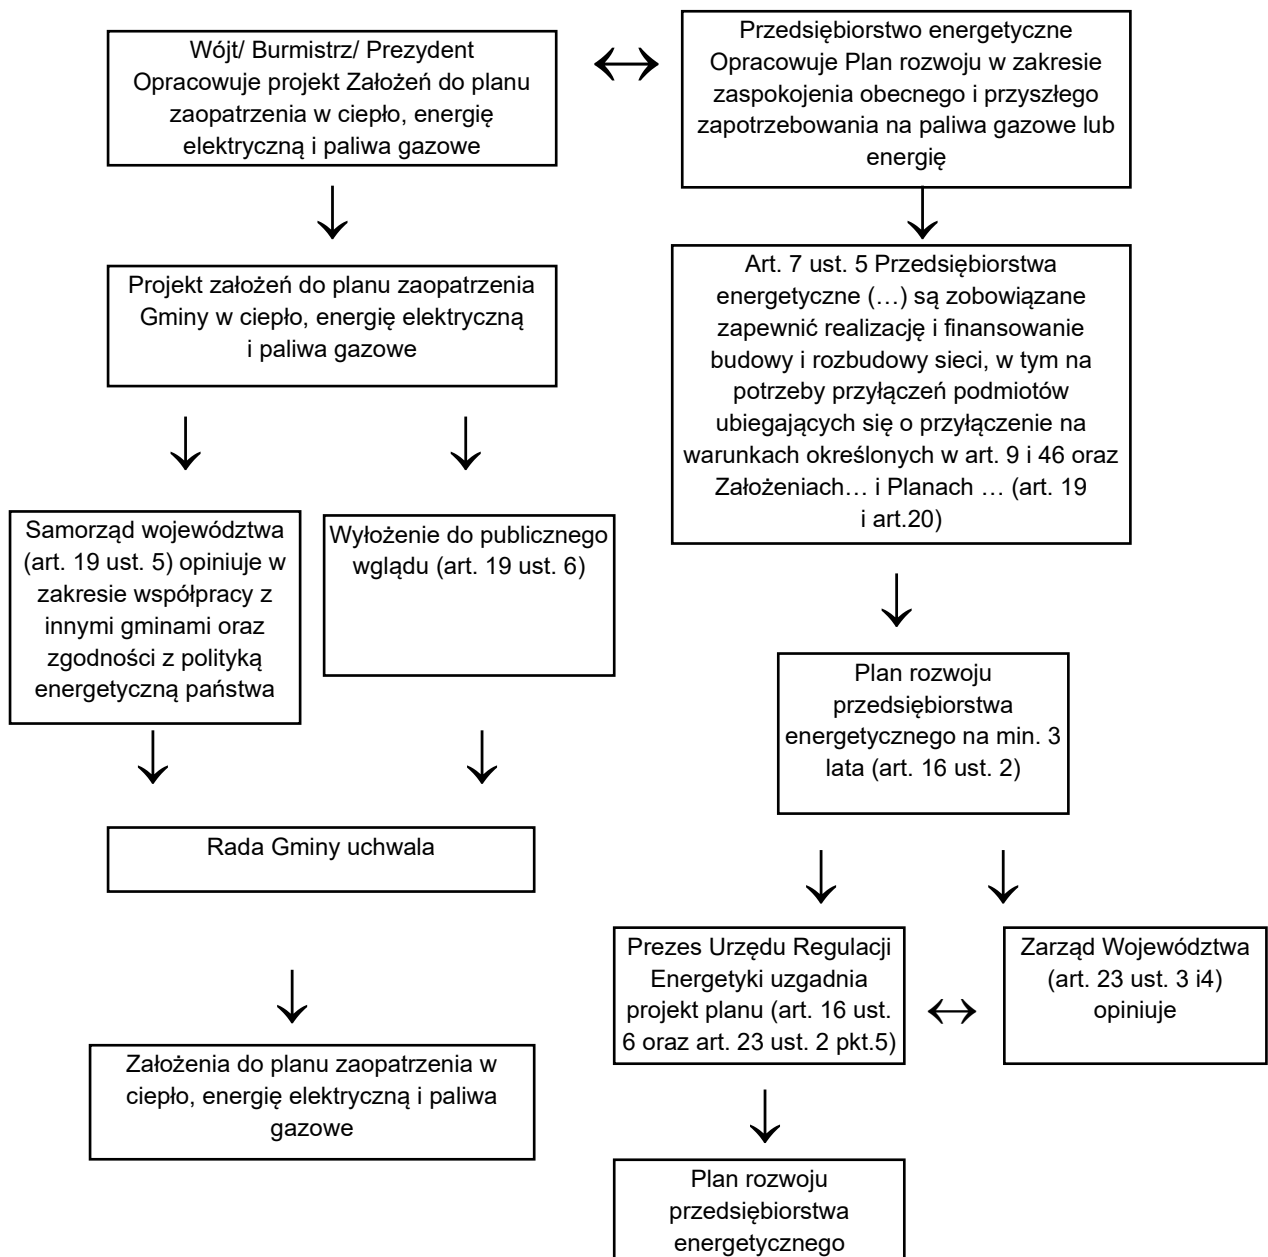 Wójt/ Burmistrz/ Prezydent
Opracowuje projekt Założeń do planu
zaopatrzenia w ciepło, energię
elektryczną i paliwa gazowe
Przedsiębiorstwo energetyczne
Opracowuje Plan rozwoju w zakresie
zaspokojenia obecnego i przyszłego
zapotrzebowania na paliwa gazowe lub
energię
Projekt założeń do planu zaopatrzenia
Gminy w ciepło, energię elektryczną
i paliwa gazowe
Art. 7 ust. 5 Przedsiębiorstwa
energetyczne (…) są zobowiązane
zapewnić realizację i finansowanie
budowy i rozbudowy sieci, w tym na
potrzeby przyłączeń podmiotów
ubiegających się o przyłączenie na
warunkach określonych w art. 9 i 46 oraz
Założeniach… i Planach … (art. 19
i art.20)
Samorząd województwa
(art. 19 ust. 5) opiniuje w
zakresie współpracy z
innymi gminami oraz
zgodności z polityką
energetyczną państwa
Wyłożenie do publicznego
wglądu (art. 19 ust. 6)
Plan rozwoju
przedsiębiorstwa
energetycznego na min. 3
lata (art. 16 ust. 2)
Rada Gminy uchwala
Prezes Urzędu Regulacji
Energetyki uzgadnia
projekt planu (art. 16 ust.
6 oraz art. 23 ust. 2 pkt.5)
Zarząd Województwa
(art. 23 ust. 3 i4)
opiniuje
Założenia do planu zaopatrzenia w
ciepło, energię elektryczną i paliwa
gazowe
Plan rozwoju
przedsiębiorstwa
energetycznego